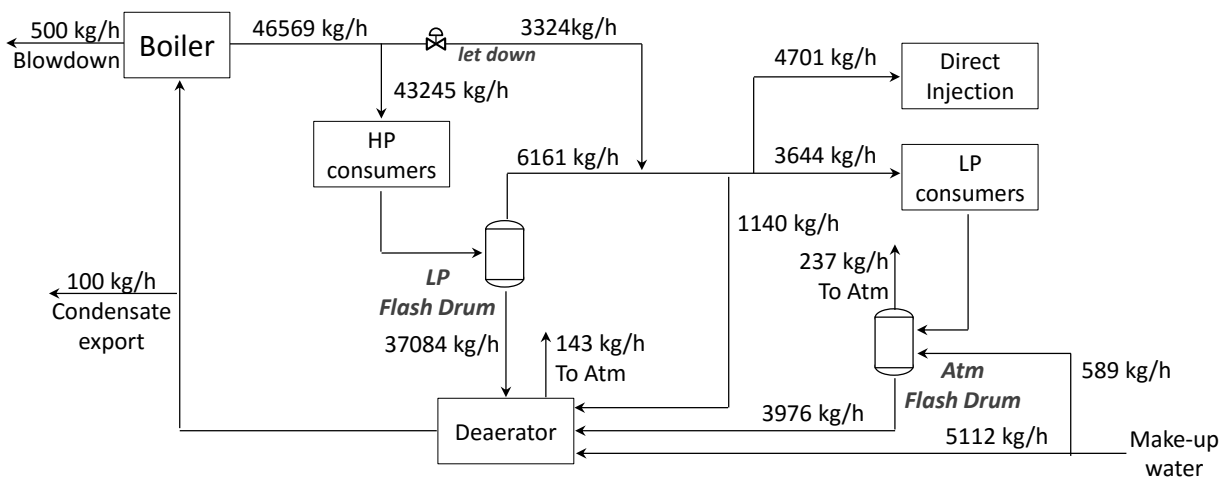 500 kg/h
Blowdown
Boiler
46569 kg/h
3324kg/h
let down
43245 kg/h
4701 kg/h
Direct
Injection
HP
consumers
6161 kg/h
3644 kg/h
LP
consumers
1140 kg/h
237 kg/h
To Atm
100 kg/h
Condensate
export
LP
Flash Drum
37084 kg/h
143 kg/h
To Atm
Atm
Flash Drum
589 kg/h
Deaerator
3976 kg/h
5112 kg/h
Make-up
water